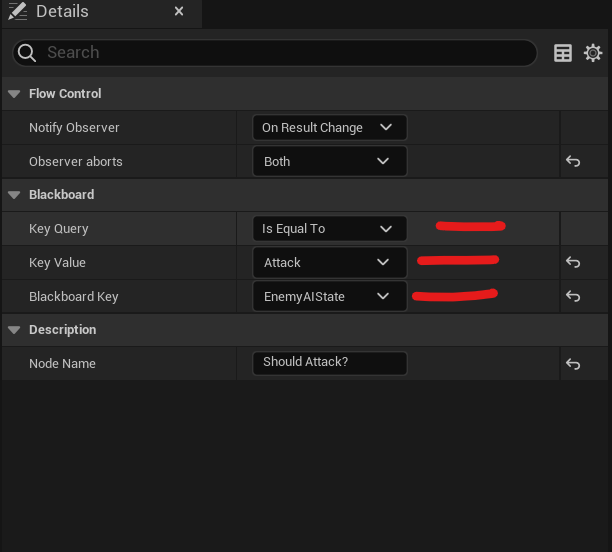 Details
Search
Flow Control
Notify Observer On Result Change
Observer aborts Both
Blackboard
Key Query Is Equal To
Key Value Attack
Blackboard Key EnemyAIState
Description
Node Name Should Attack?